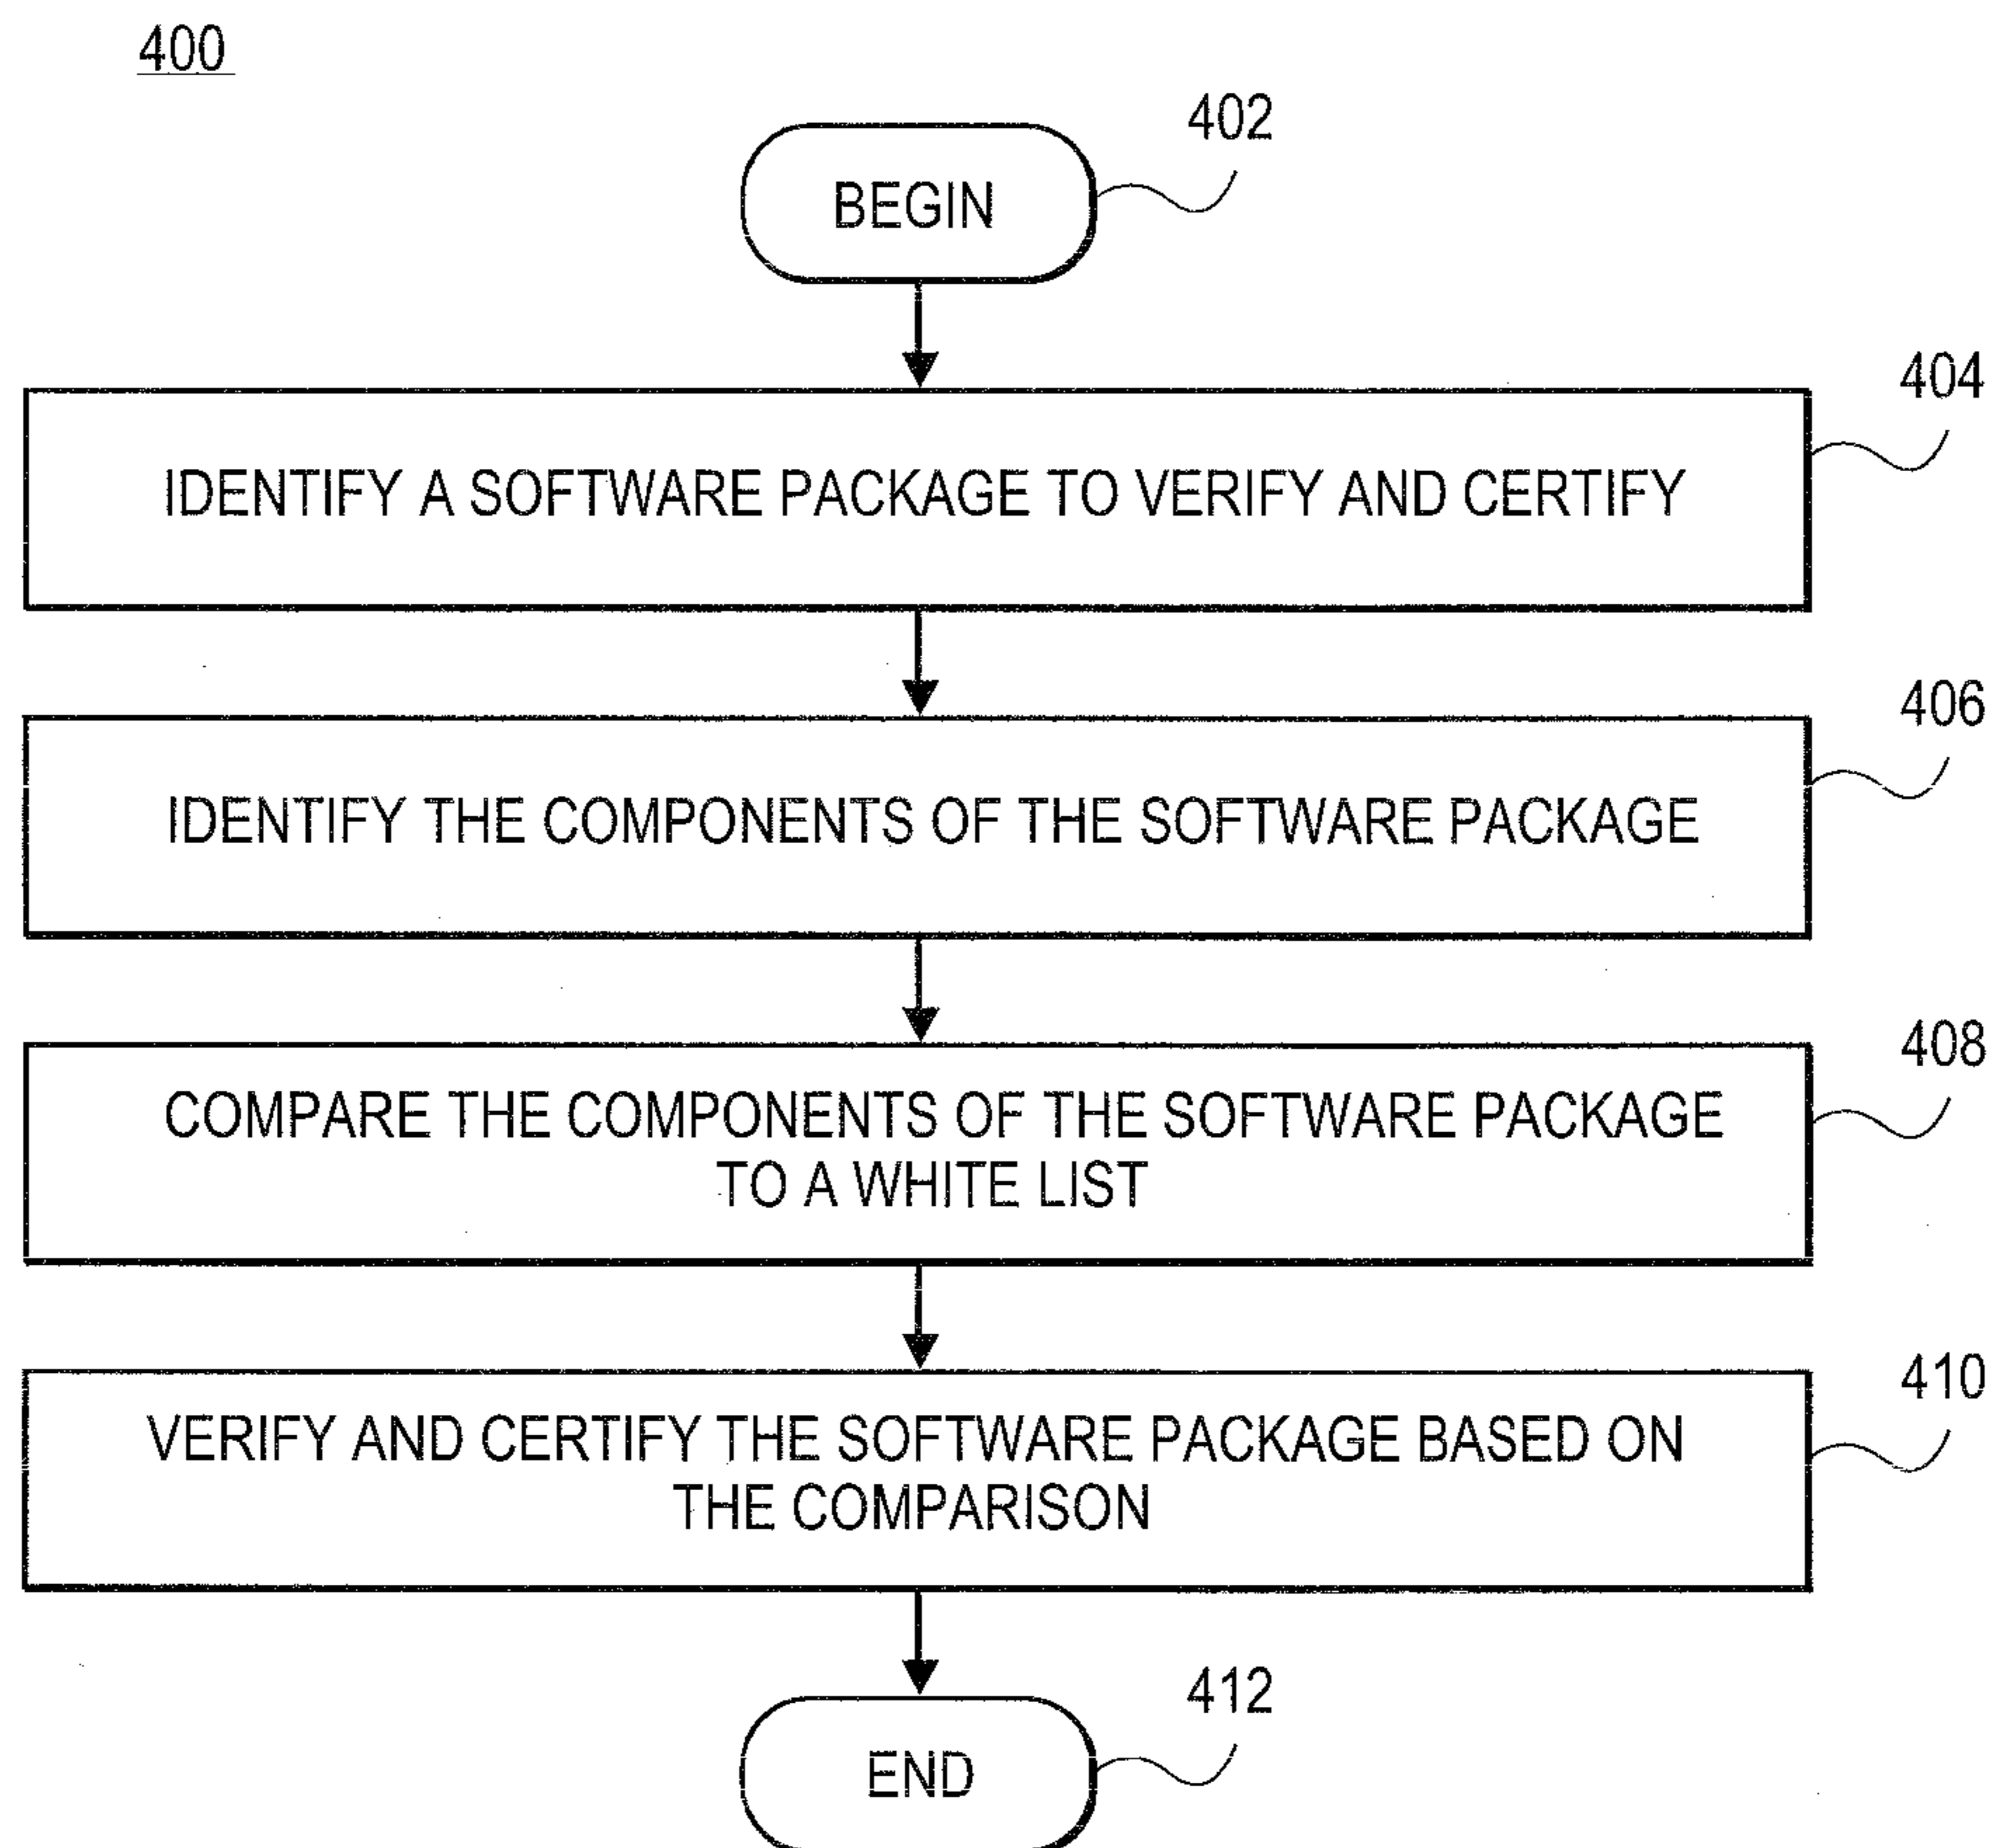 400
402
BEGIN
404
IDENTIFY A SOFTWARE PACKAGE TO VERIFY AND CERTIFY
406
IDENTIFY THE COMPONENTS OF THE SOFTWARE PACKAGE
408
COMPARE THE COMPONENTS OF THE SOFTWARE PACKAGE
TO A WHITE LIST
410
VERIFY AND CERTIFY THE SOFTWARE PACKAGE BASED ON
THE COMPARISON
412
END